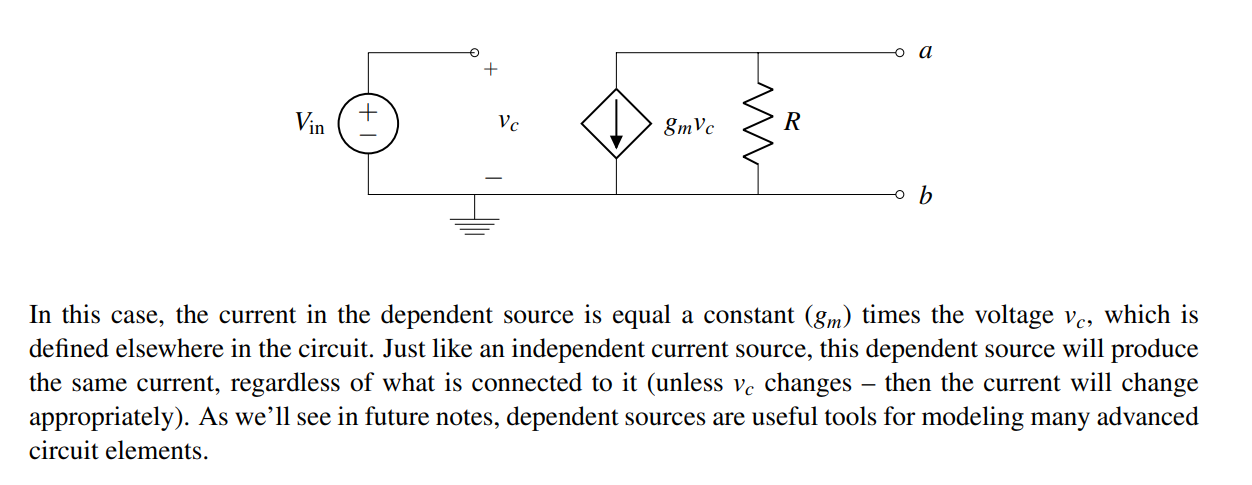 a
+
V_in
+
−
v_c
g_m v_c
R
−
b
In this case, the current in the dependent source is equal a constant (g_m) times the voltage v_c, which is
defined elsewhere in the circuit. Just like an independent current source, this dependent source will produce
the same current, regardless of what is connected to it (unless v_c changes – then the current will change
appropriately). As we’ll see in future notes, dependent sources are useful tools for modeling many advanced
circuit elements.